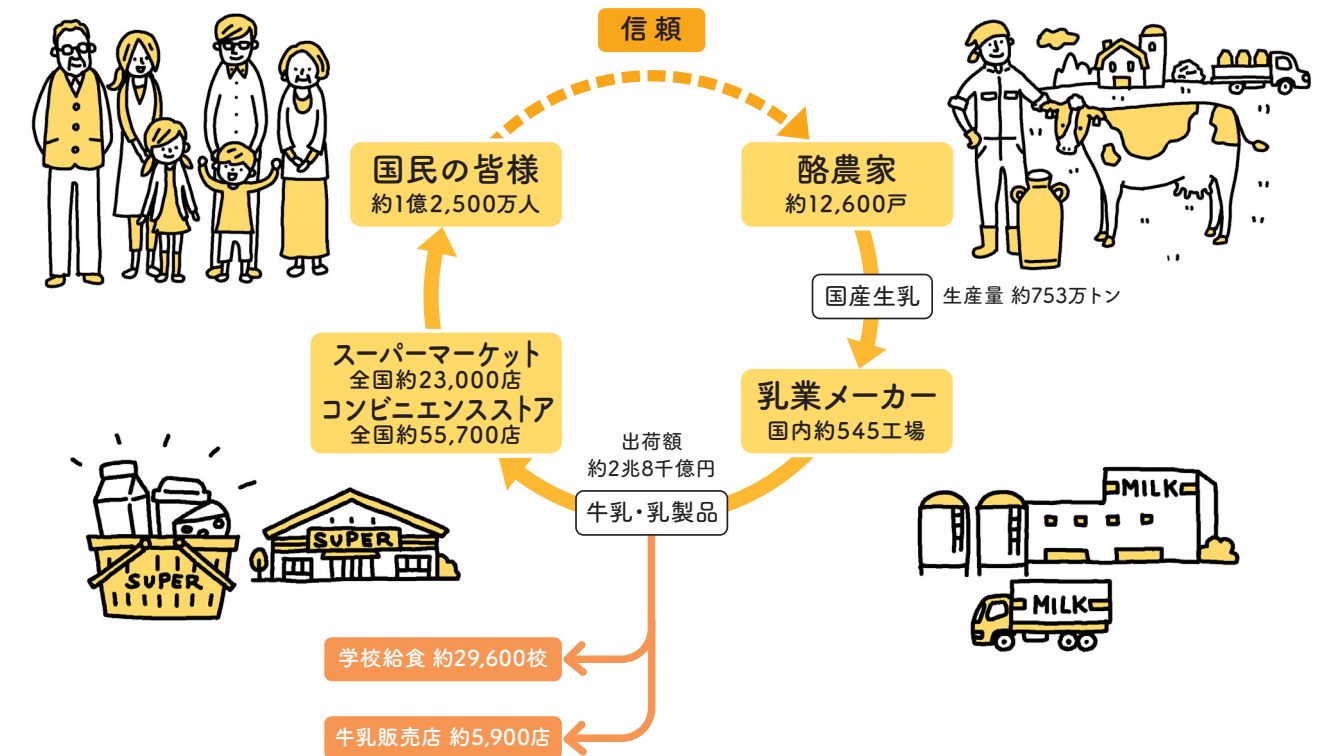 信頼
国民の皆様
約1億2,500万人
酪農家
約12,600戸
国産生乳 生産量 約753万トン
スーパーマーケット
全国約23,000店
コンビニエンスストア
全国約55,700店
乳業メーカー
国内約545工場
出荷額
約2兆8千億円
牛乳・乳製品
MILK
SUPER
SUPER
MILK
学校給食 約29,600校
牛乳販売店 約5,900店